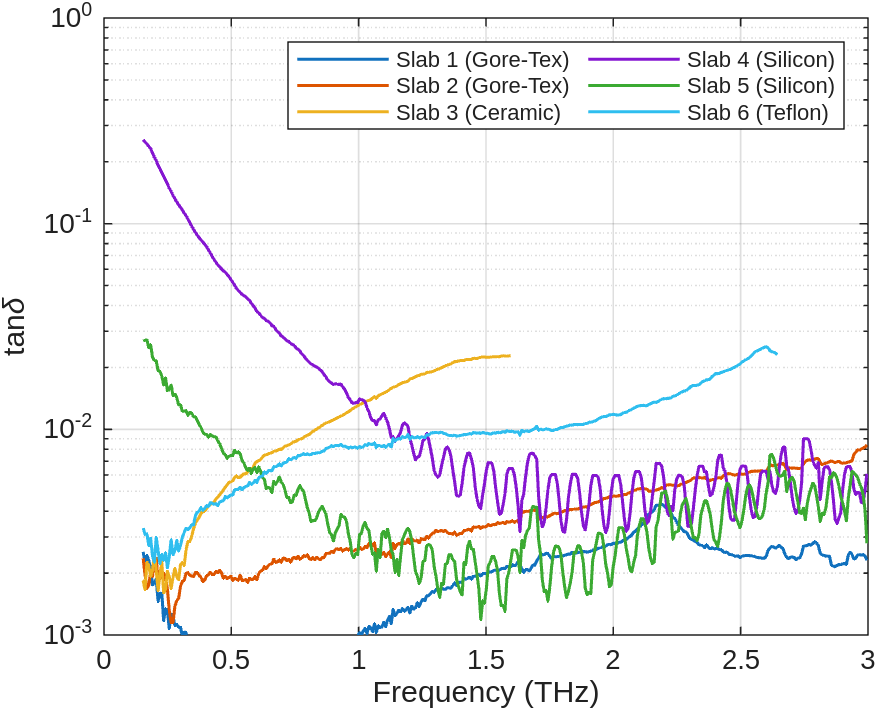 10⁰
Slab 1 (Gore-Tex) Slab 4 (Silicon)
Slab 2 (Gore-Tex) Slab 5 (Silicon)
Slab 3 (Ceramic) Slab 6 (Teflon)
10⁻¹
tanδ
10⁻²
10⁻³
0 0.5 1 1.5 2 2.5 3
Frequency (THz)